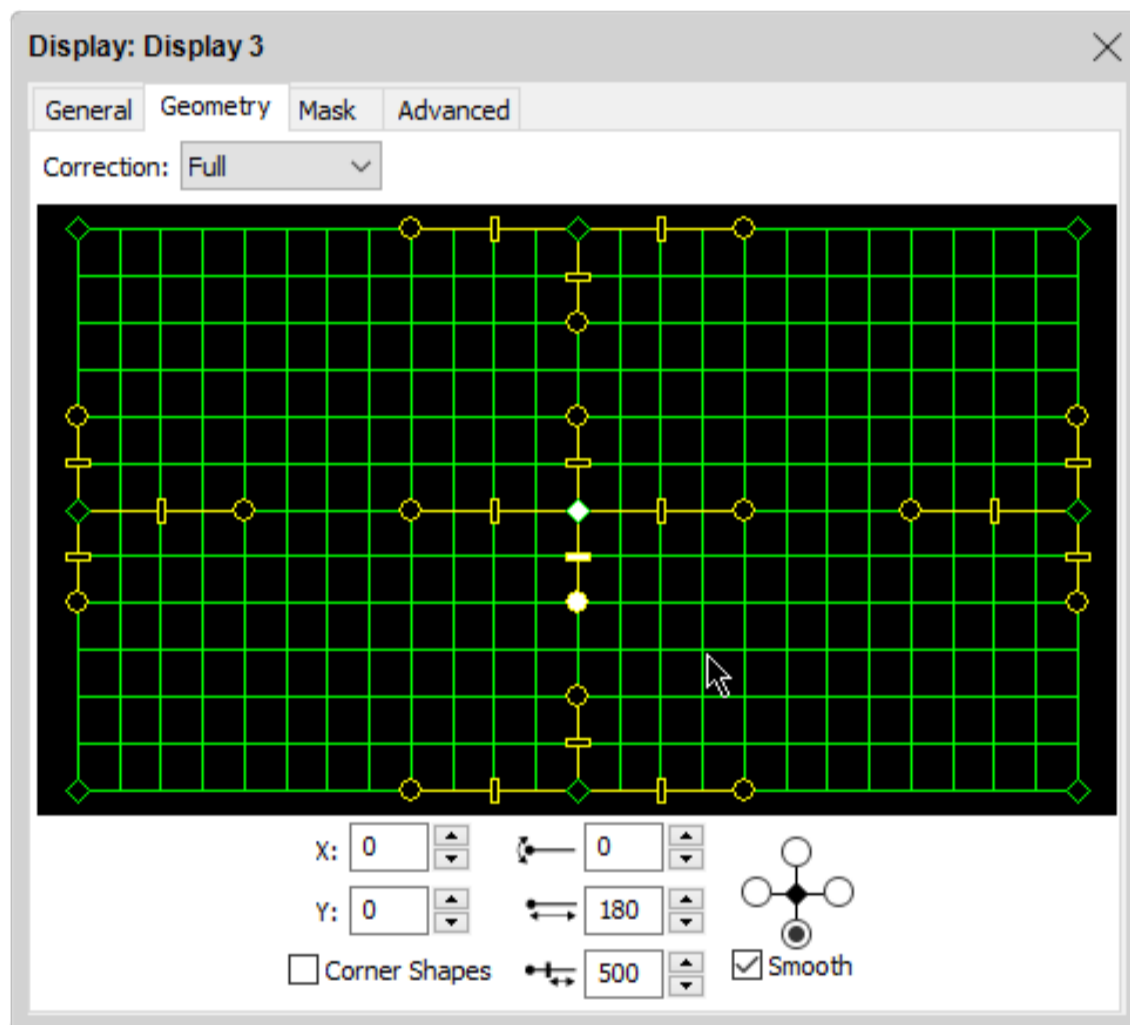 Display: Display 3
General Geometry Mask Advanced
Correction: Full
X: 0 0
Y: 0 180
Corner Shapes 500 Smooth